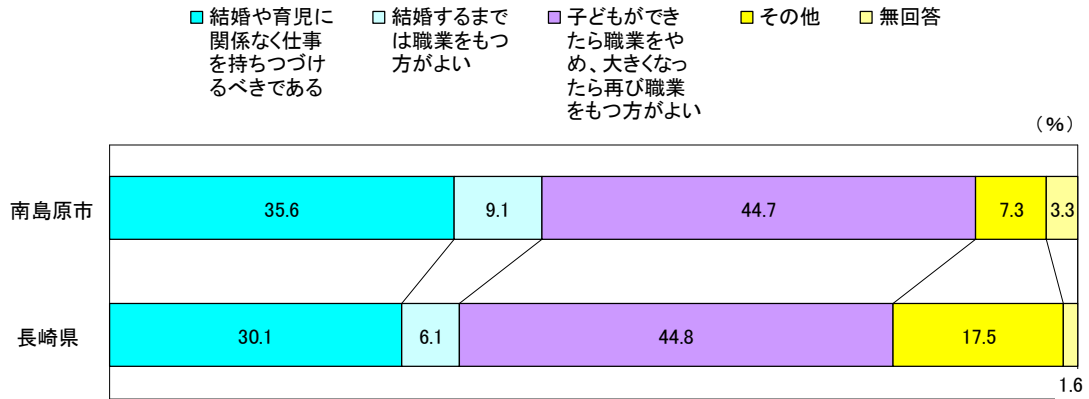 結婚や育児に
関係なく仕事
を持ちつづけ
るべきである
結婚するまで
は職業をもつ
方がよい
子どもができ
たら職業をや
め、大きくなっ
たら再び職業
をもつ方がよい
その他
無回答
(%)
南島原市
35.6
9.1
44.7
7.3
3.3
長崎県
30.1
6.1
44.8
17.5
1.6